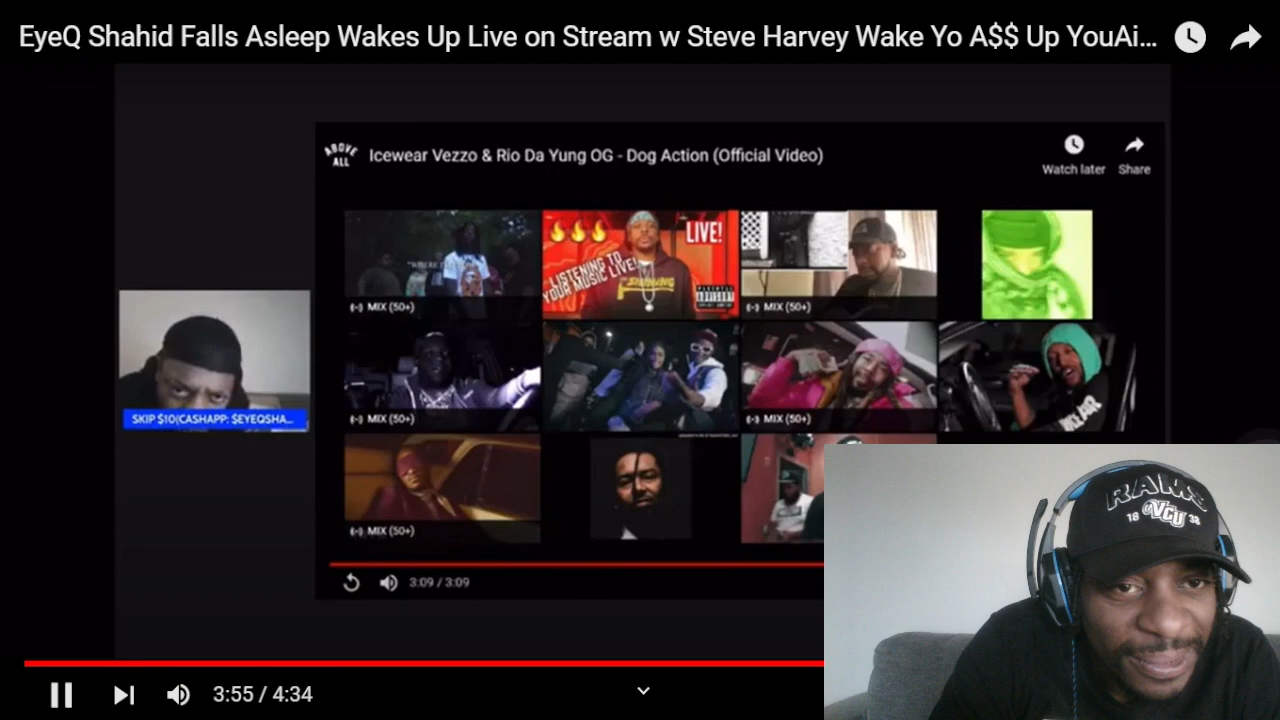 EyeQ Shahid Falls Asleep Wakes Up Live on Stream w Steve Harvey Wake Yo A$$ Up YouAi...
ABOVE
ALL
Icewear Vezzo & Rio Da Yung OG - Dog Action (Official Video)
Watch later
Share
LIVE!
LISTENING TO
YOUR MUSIC LIVE!
MIX (50+)
MIX (50+)
SKIP $10(CASHAPP: $EYEQSHA...
MIX (50+)
MIX (50+)
MIX (50+)
3:09 / 3:09
RAMS
18 VCU 38
3:55 / 4:34